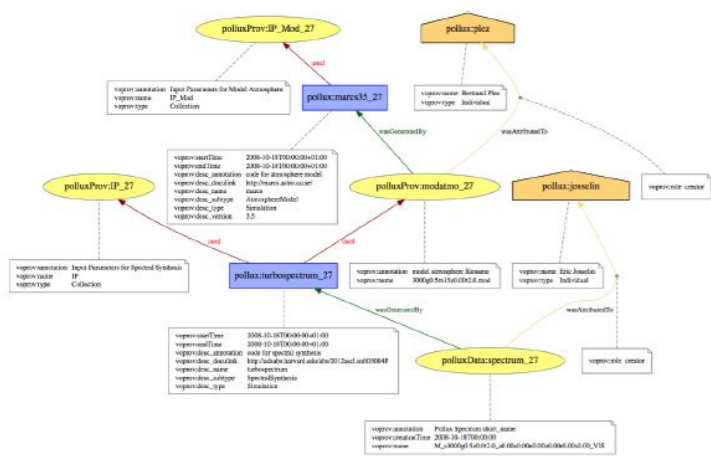 polluxProv:IP_Mod_27
pollux:plez
used
voprov:annotation Input Parameters for Model Atmosphere
voprov:name IP_Mod
voprov:type Collection
pollux:marcs35_27
voprov:name Bertrand Plez
voprov:type Individual
wasGeneratedBy
wasAttributedTo
voprov:startTime 2008-10-18T00:00:00+01:00
voprov:endTime 2008-10-18T00:00:00+01:00
voprov:desc_annotation code for atmosphere model
voprov:desc_doculink http://marcs.astro.uu.se/
voprov:desc_name marcs
voprov:desc_subtype AtmosphereModel
voprov:desc_type Simulation
voprov:desc_version 3.5
polluxProv:IP_27
polluxProv:modatmo_27
pollux:josselin
voprov:role creator
used
used
voprov:annotation Input Parameters for Spectral Synthesis
voprov:name IP
voprov:type Collection
pollux:turbospectrum_27
voprov:annotation model atmosphere filename
voprov:name
voprov:name Eric Josselin
voprov:type Individual
wasGeneratedBy
wasAttributedTo
voprov:startTime 2008-10-18T00:00:00+01:00
voprov:endTime 2008-10-18T00:00:00+01:00
voprov:desc_annotation code for spectral synthesis
voprov:desc_doculink
voprov:desc_name turbospectrum
voprov:desc_subtype SpectralSynthesis
voprov:desc_type Simulation
polluxData:spectrum_27
voprov:role creator
voprov:annotation Pollux Spectrum short_name
voprov:creationTime 2008-10-18T00:00:00
voprov:name